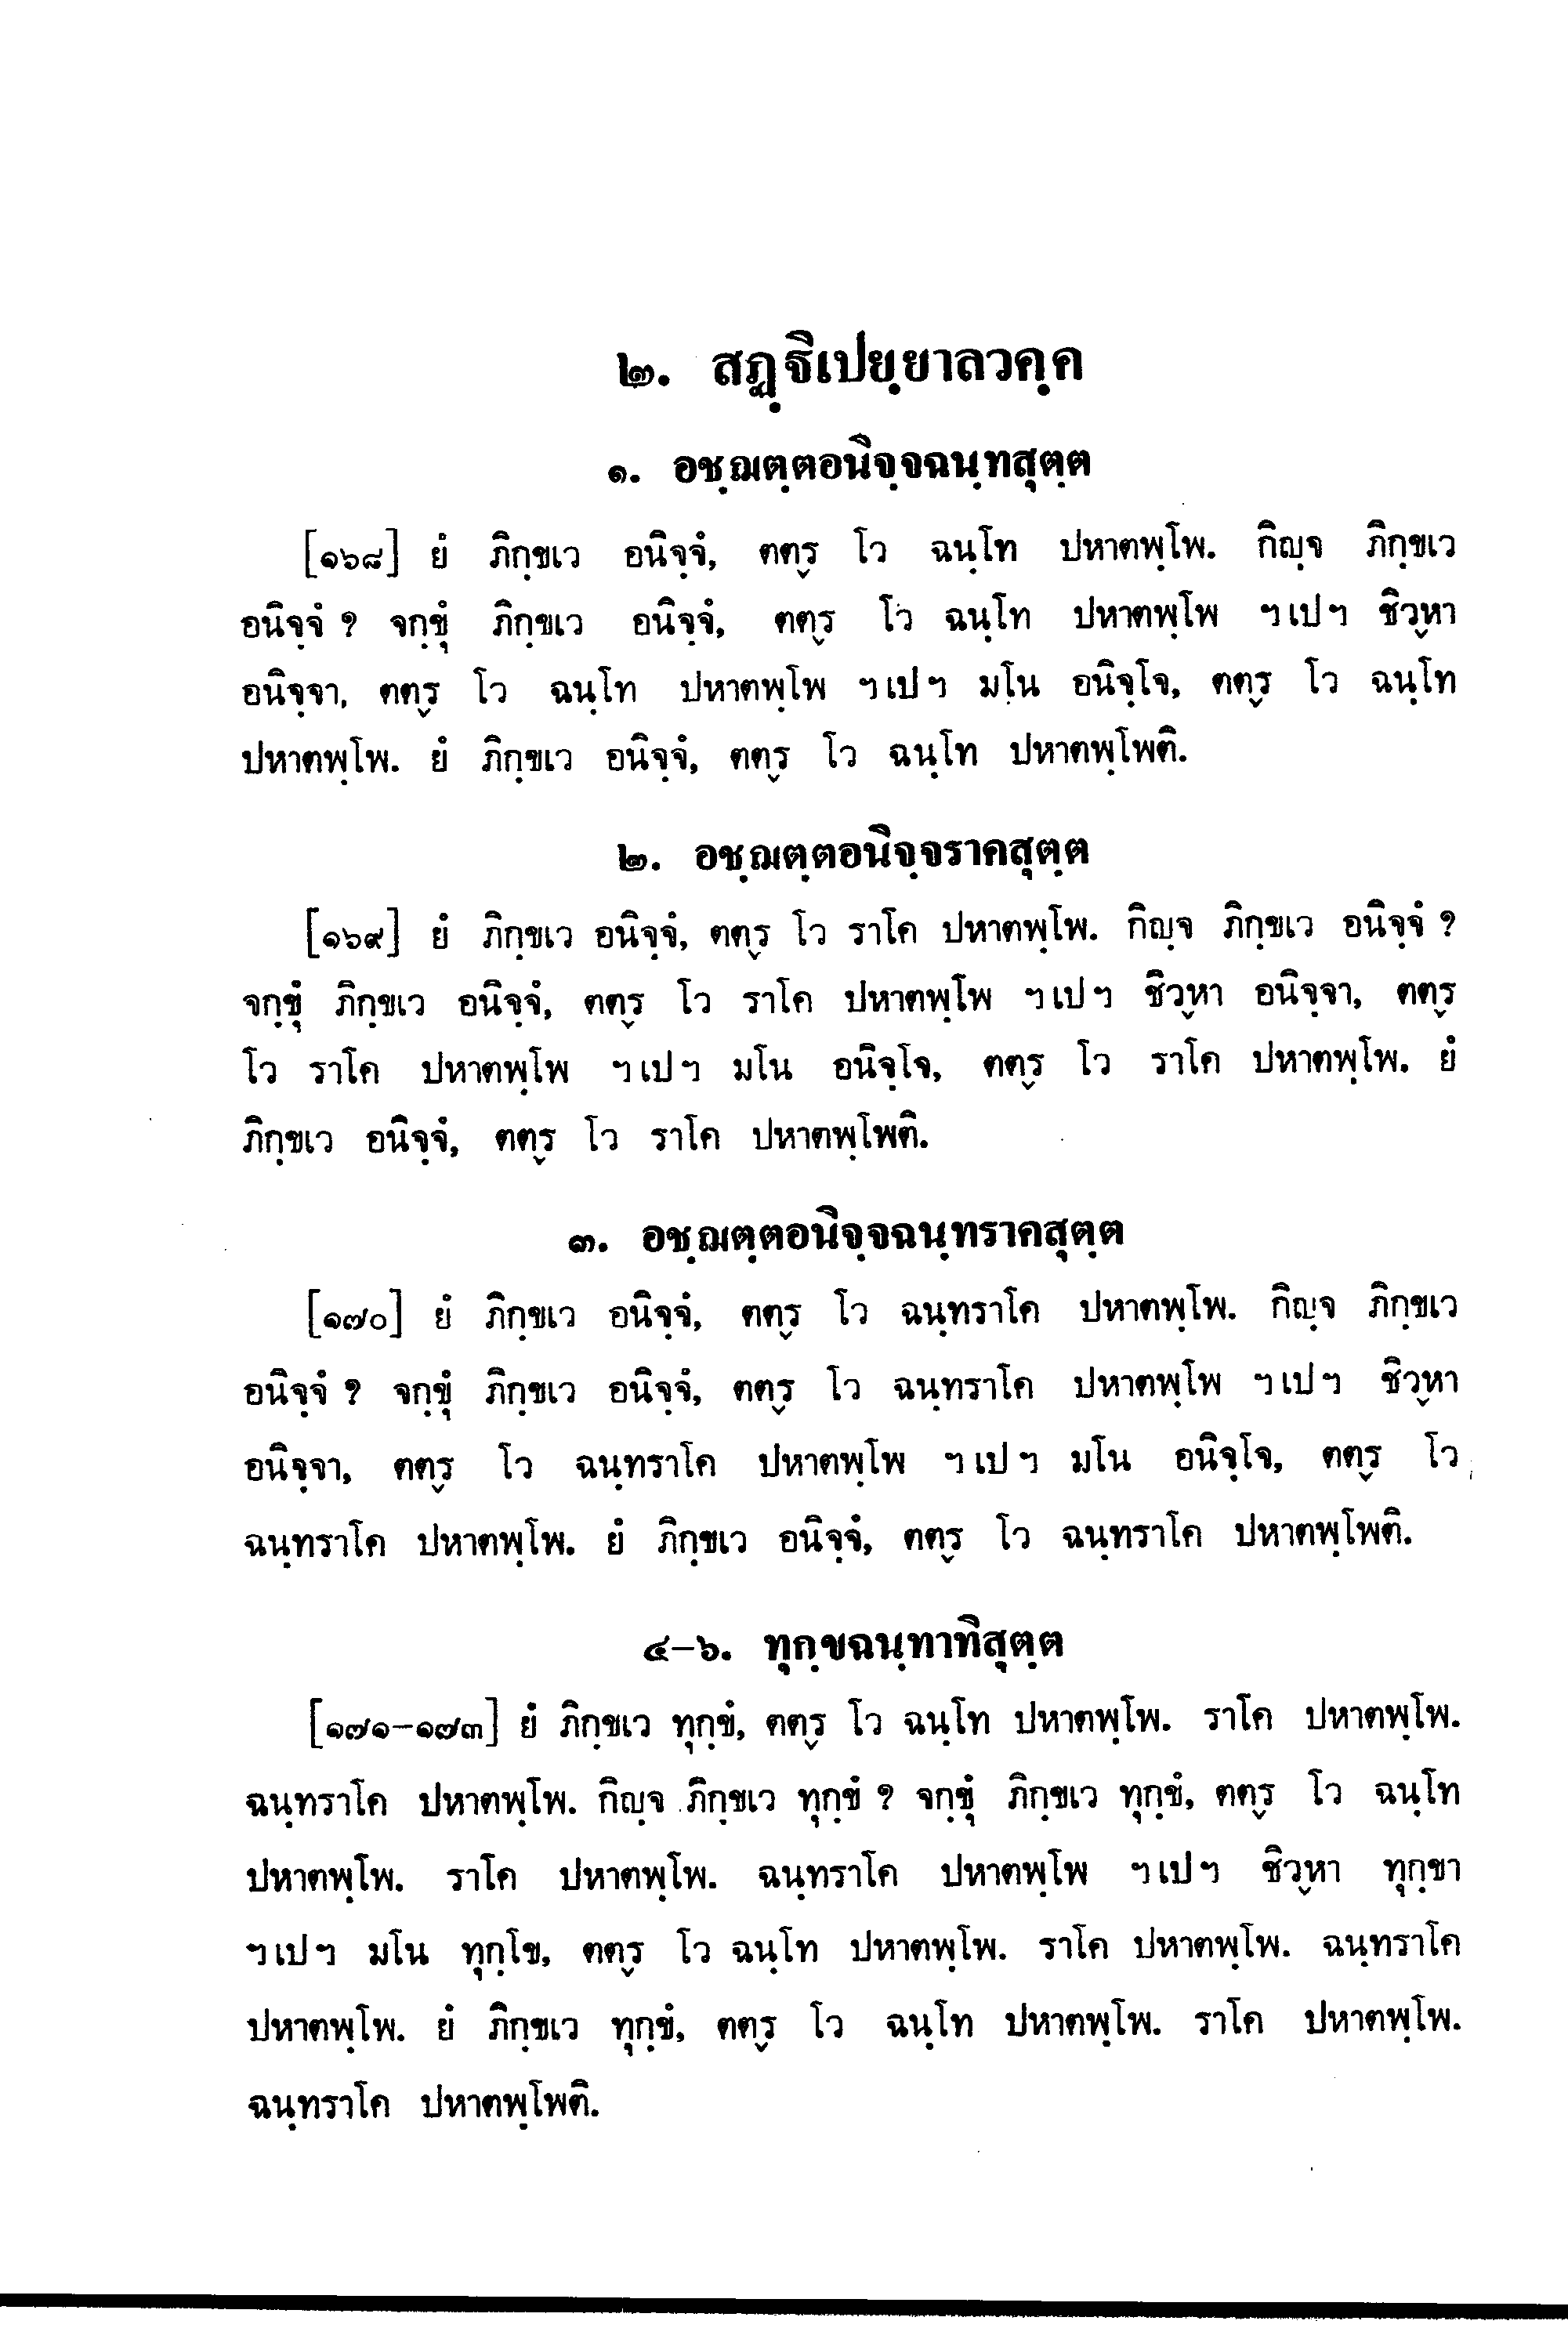 ๒. สฏฺฐิเปยฺยาลวคฺค
๑. อชฺฌตฺตอนิจฺจฉนฺทสุตฺต
[๑๖๘] ยํ ภิกฺขเว อนิจฺจํ, ตตฺร โว ฉนฺโท ปหาตพฺโพ. กิญฺจ ภิกฺขเว
อนิจฺจํ ? จกฺขุํ ภิกฺขเว อนิจฺจํ, ตตฺร โว ฉนฺโท ปหาตพฺโพ ฯเปฯ ชิวฺหา
อนิจฺจา, ตตฺร โว ฉนฺโท ปหาตพฺโพ ฯเปฯ มโน อนิจฺโจ, ตตฺร โว ฉนฺโท
ปหาตพฺโพ. ยํ ภิกฺขเว อนิจฺจํ, ตตฺร โว ฉนฺโท ปหาตพฺโพติ.
๒. อชฺฌตฺตอนิจฺจราคสุตฺต
[๑๖๙] ยํ ภิกฺขเว อนิจฺจํ, ตตฺร โว ราโค ปหาตพฺโพ. กิญฺจ ภิกฺขเว อนิจฺจํ ?
จกฺขุํ ภิกฺขเว อนิจฺจํ, ตตฺร โว ราโค ปหาตพฺโพ ฯเปฯ ชิวฺหา อนิจฺจา, ตตฺร
โว ราโค ปหาตพฺโพ ฯเปฯ มโน อนิจฺโจ, ตตฺร โว ราโค ปหาตพฺโพ. ยํ
ภิกฺขเว อนิจฺจํ, ตตฺร โว ราโค ปหาตพฺโพติ.
๓. อชฺฌตฺตอนิจฺจฉนฺทราคสุตฺต
[๑๗๐] ยํ ภิกฺขเว อนิจฺจํ, ตตฺร โว ฉนฺทราโค ปหาตพฺโพ. กิญฺจ ภิกฺขเว
อนิจฺจํ ? จกฺขุํ ภิกฺขเว อนิจฺจํ, ตตฺร โว ฉนฺทราโค ปหาตพฺโพ ฯเปฯ ชิวฺหา
อนิจฺจา, ตตฺร โว ฉนฺทราโค ปหาตพฺโพ ฯเปฯ มโน อนิจฺโจ, ตตฺร โว
ฉนฺทราโค ปหาตพฺโพ. ยํ ภิกฺขเว อนิจฺจํ, ตตฺร โว ฉนฺทราโค ปหาตพฺโพติ.
๔-๖. ทุกฺขฉนฺทาทิสุตฺต
[๑๗๑-๑๗๓] ยํ ภิกฺขเว ทุกฺขํ, ตตฺร โว ฉนฺโท ปหาตพฺโพ. ราโค ปหาตพฺโพ.
ฉนฺทราโค ปหาตพฺโพ. กิญฺจ ภิกฺขเว ทุกฺขํ ? จกฺขุํ ภิกฺขเว ทุกฺขํ, ตตฺร โว ฉนฺโท
ปหาตพฺโพ. ราโค ปหาตพฺโพ. ฉนฺทราโค ปหาตพฺโพ ฯเปฯ ชิวฺหา ทุกฺขา
ฯเปฯ มโน ทุกฺโข, ตตฺร โว ฉนฺโท ปหาตพฺโพ. ราโค ปหาตพฺโพ. ฉนฺทราโค
ปหาตพฺโพ. ยํ ภิกฺขเว ทุกฺขํ, ตตฺร โว ฉนฺโท ปหาตพฺโพ. ราโค ปหาตพฺโพ.
ฉนฺทราโค ปหาตพฺโพติ.